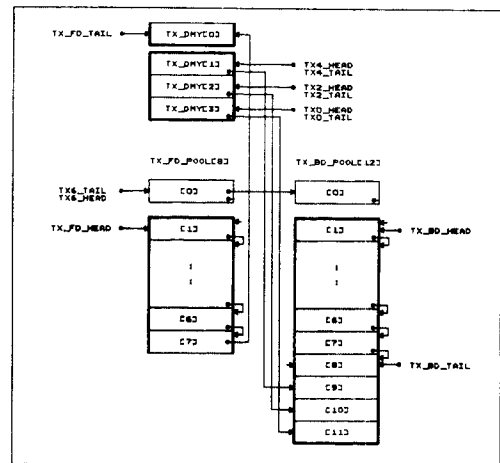 TX_FD_TAIL
TX_DMY[0]
TX_DMY[1]
TX4_HEAD
TX4_TAIL
TX_DMY[2]
TX2_HEAD
TX2_TAIL
TX_DMY[3]
TX0_HEAD
TX0_TAIL
TX_FD_POOL[8]
TX_BD_POOL[12]
TX6_TAIL
TX6_HEAD
[0]
[0]
TX_FD_HEAD
[1]
[1]
TX_BD_HEAD
[6]
[6]
[7]
[7]
[8]
TX_BD_TAIL
[9]
[10]
[11]